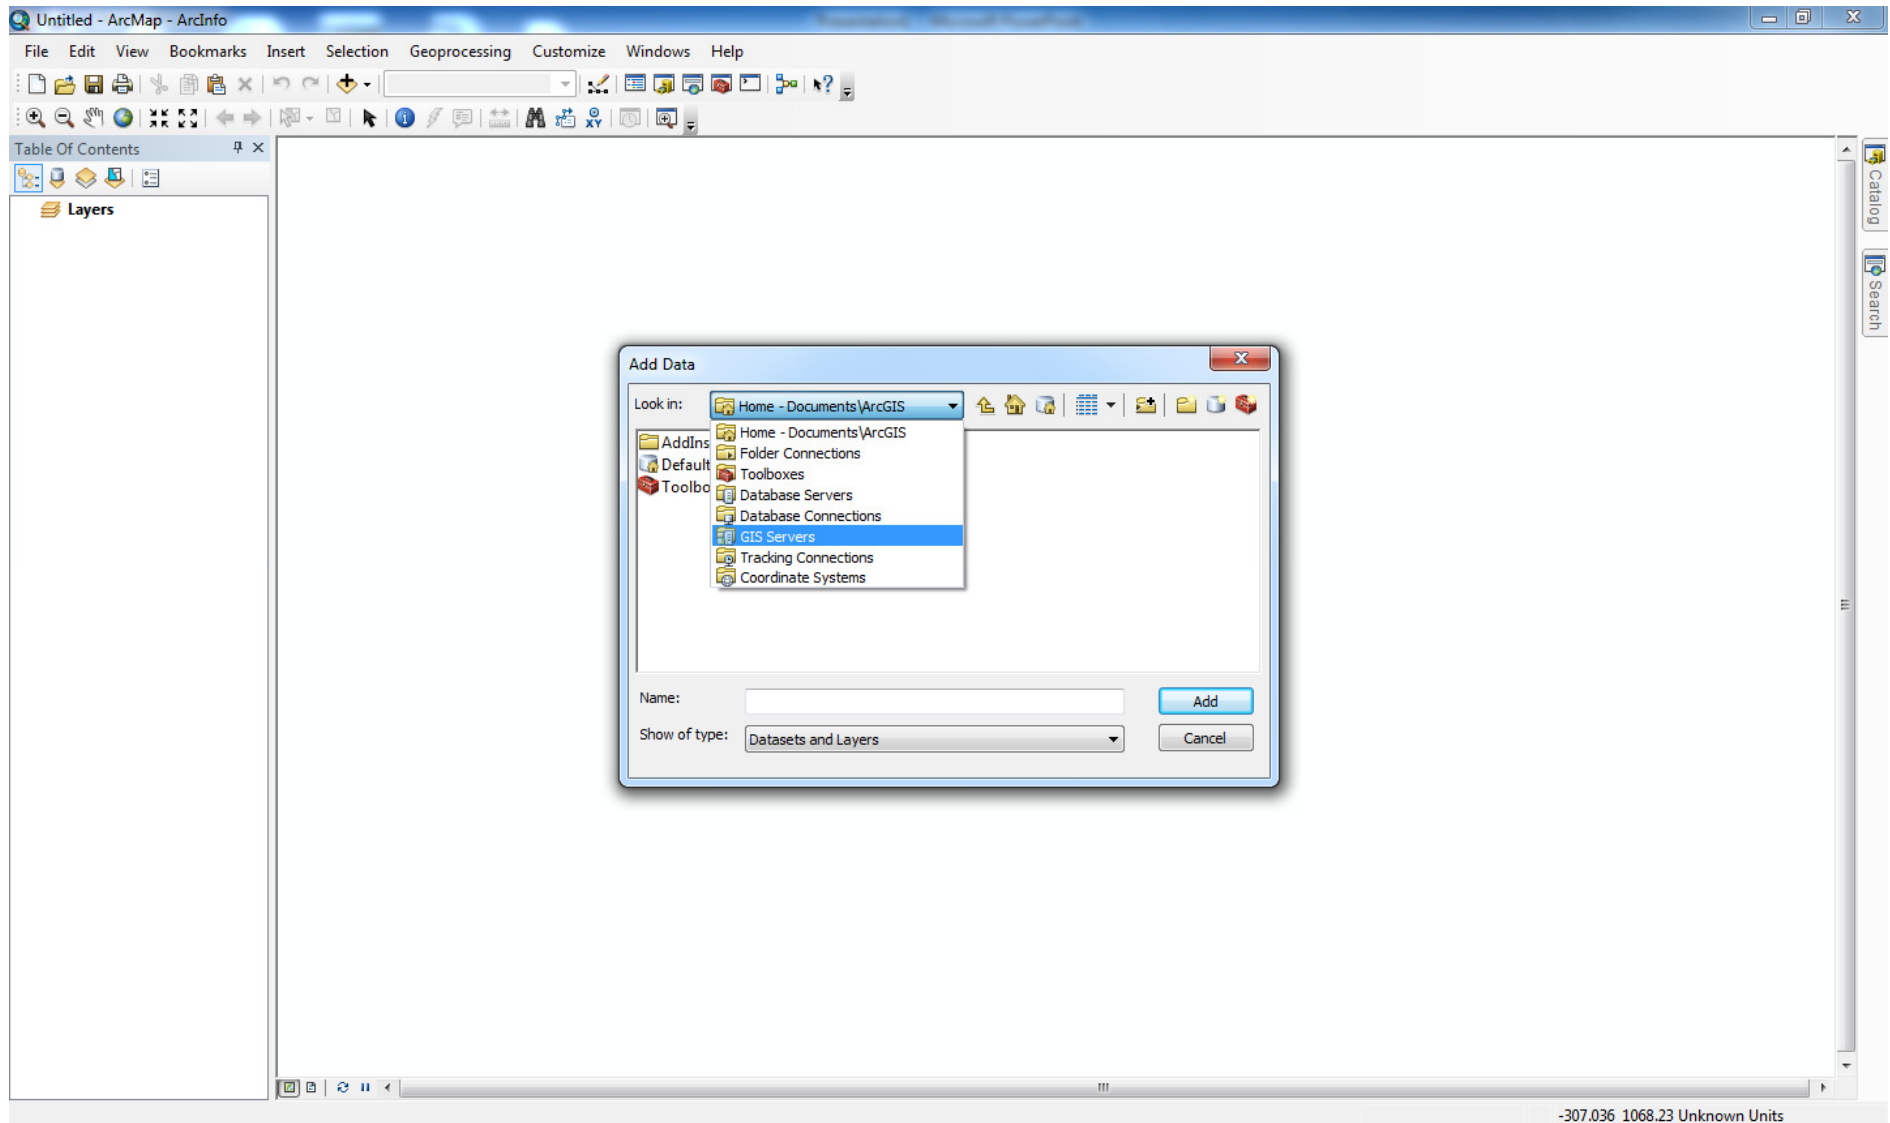 Untitled - ArcMap - ArcInfo
File Edit View Bookmarks Insert Selection Geoprocessing Customize Windows Help
Table Of Contents
Layers
Catalog
Search
Add Data
Look in: Home - Documents\ArcGIS
AddIns
Default
Toolbo
Home - Documents\ArcGIS
Folder Connections
Toolboxes
Database Servers
Database Connections
GIS Servers
Tracking Connections
Coordinate Systems
Name:
Add
Show of type: Datasets and Layers
Cancel
-307.036 1068.23 Unknown Units